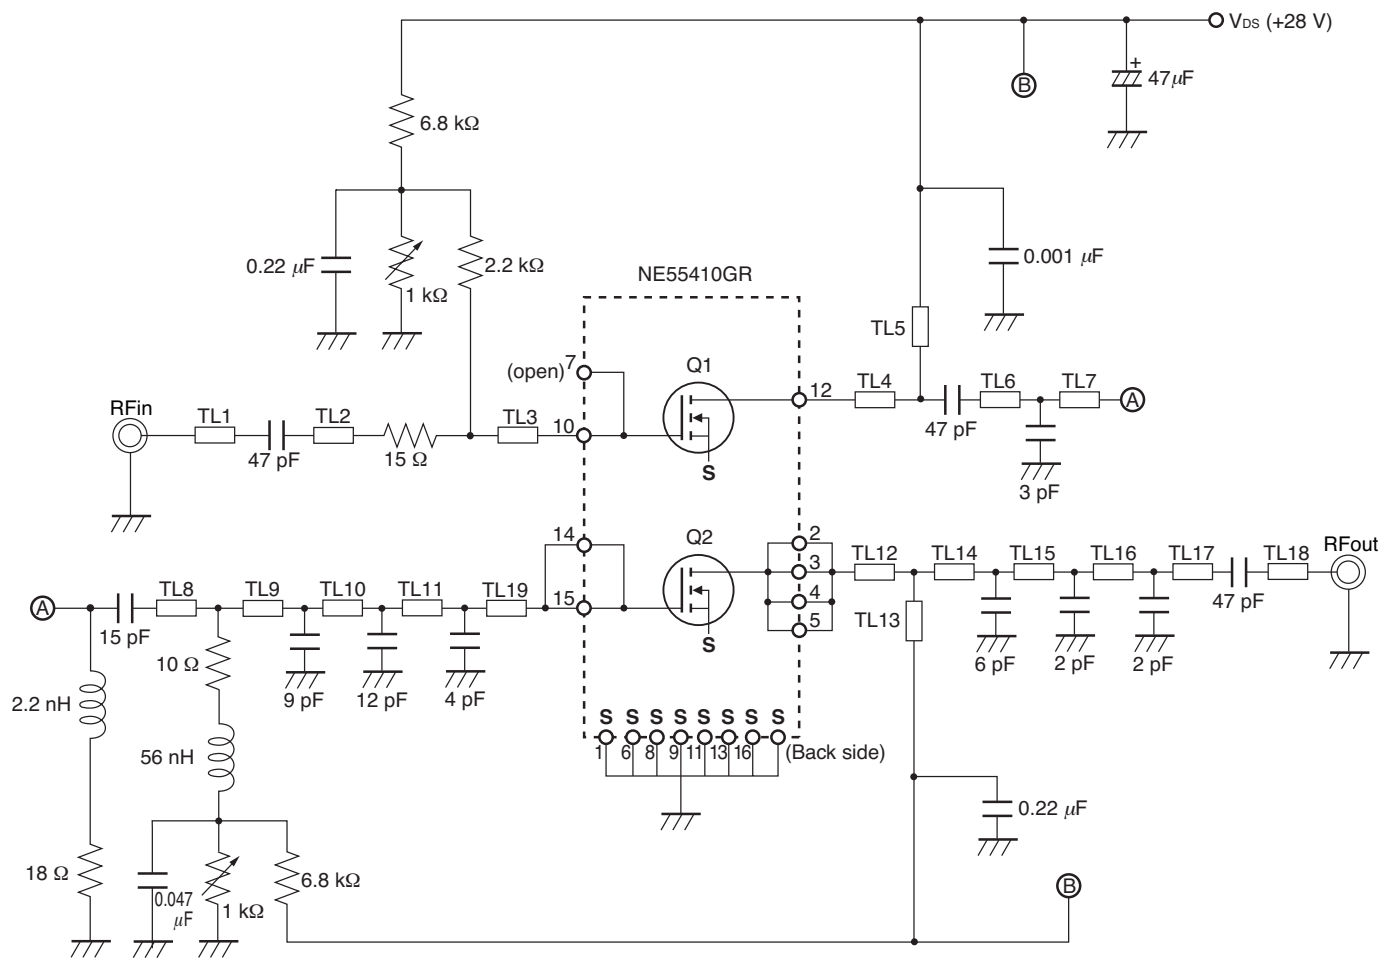 VDS (+28 V)
B
+
47 μF
6.8 kΩ
0.22 μF
1 kΩ
2.2 kΩ
NE55410GR
0.001 μF
TL5
(open)
7
Q1
12
TL4
TL6
TL7
A
RFin
TL1
TL2
TL3
10
47 pF
15 Ω
S
47 pF
3 pF
14
Q2
2
3
4
5
TL12
TL14
TL15
TL16
TL17
TL18
RFout
A
TL8
TL9
TL10
TL11
TL19
15
15 pF
S
TL13
47 pF
10 Ω
9 pF
12 pF
4 pF
6 pF
2 pF
2 pF
2.2 nH
56 nH
S S S S S S S S
1 6 8 9 11 13 16
(Back side)
0.22 μF
18 Ω
0.047
μF
1 kΩ
6.8 kΩ
B